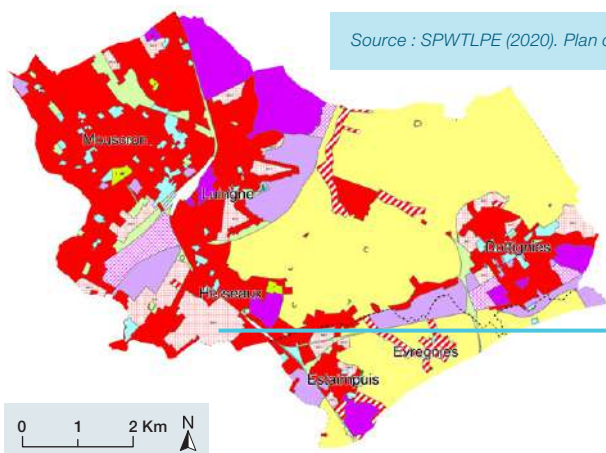 Source : SPWTLPE (2020). Plan d
Mouscron
Luingne
Dottignies
Herseaux
Evregnies
Estaimpuis
0 1 2 Km N